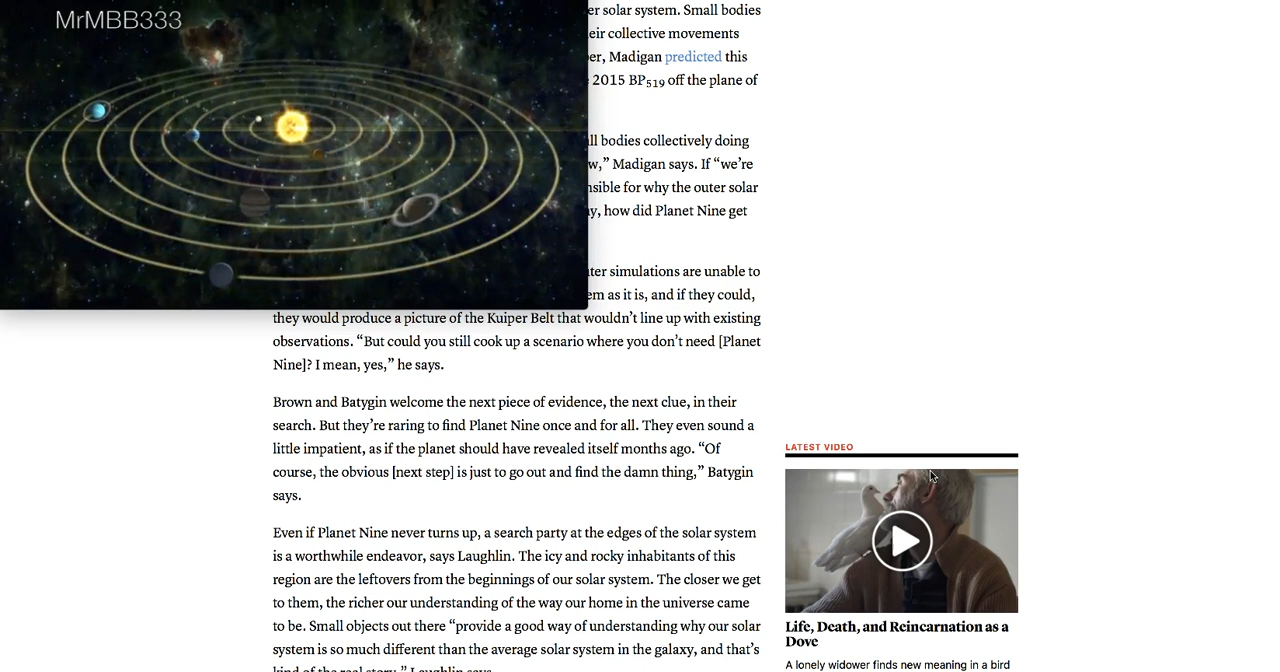 MrMBB333
er solar system. Small bodies
eir collective movements
er, Madigan predicted this
2015 BP519 off the plane of
ll bodies collectively doing
w,” Madigan says. If “we’re
nsible for why the outer solar
y, how did Planet Nine get
ter simulations are unable to
em as it is, and if they could,
they would produce a picture of the Kuiper Belt that wouldn’t line up with existing
observations. “But could you still cook up a scenario where you don’t need [Planet
Nine]? I mean, yes,” he says.
Brown and Batygin welcome the next piece of evidence, the next clue, in their
search. But they’re raring to find Planet Nine once and for all. They even sound a
little impatient, as if the planet should have revealed itself months ago. “Of
course, the obvious [next step] is just to go out and find the damn thing,” Batygin
says.
Even if Planet Nine never turns up, a search party at the edges of the solar system
is a worthwhile endeavor, says Laughlin. The icy and rocky inhabitants of this
region are the leftovers from the beginnings of our solar system. The closer we get
to them, the richer our understanding of the way our home in the universe came
to be. Small objects out there “provide a good way of understanding why our solar
system is so much different than the average solar system in the galaxy, and that’s
kind of the real story,” Laughlin says.
LATEST VIDEO
Life, Death, and Reincarnation as a
Dove
A lonely widower finds new meaning in a bird